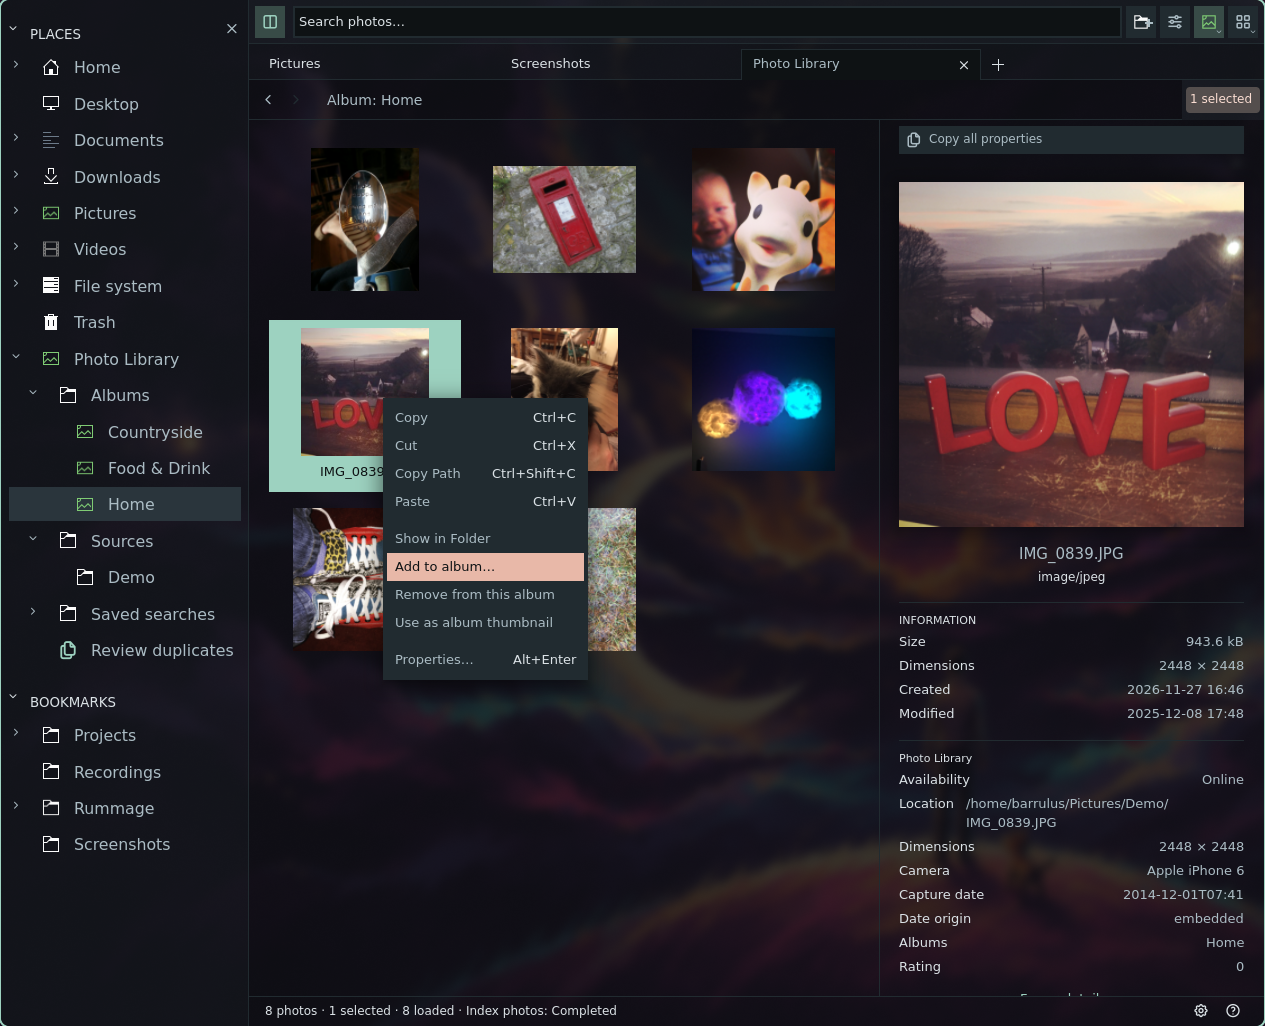 Search photos...
PLACES
Home
Desktop
Documents
Downloads
Pictures
Videos
File system
Trash
Photo Library
Albums
Countryside
Food & Drink
Home
Sources
Demo
Saved searches
Review duplicates
BOOKMARKS
Projects
Recordings
Rummage
Screenshots
Pictures
Screenshots
Photo Library
Album: Home
1 selected
IMG_0839
Copy Ctrl+C
Cut Ctrl+X
Copy Path Ctrl+Shift+C
Paste Ctrl+V
Show in Folder
Add to album...
Remove from this album
Use as album thumbnail
Properties... Alt+Enter
Copy all properties
LOVE
IMG_0839.JPG
image/jpeg
INFORMATION
Size 943.6 kB
Dimensions 2448 × 2448
Created 2026-11-27 16:46
Modified 2025-12-08 17:48
Photo Library
Availability Online
Location /home/barrulus/Pictures/Demo/
IMG_0839.JPG
Dimensions 2448 × 2448
Camera Apple iPhone 6
Capture date 2014-12-01T07:41
Date origin embedded
Albums Home
Rating 0
8 photos · 1 selected · 8 loaded · Index photos: Completed